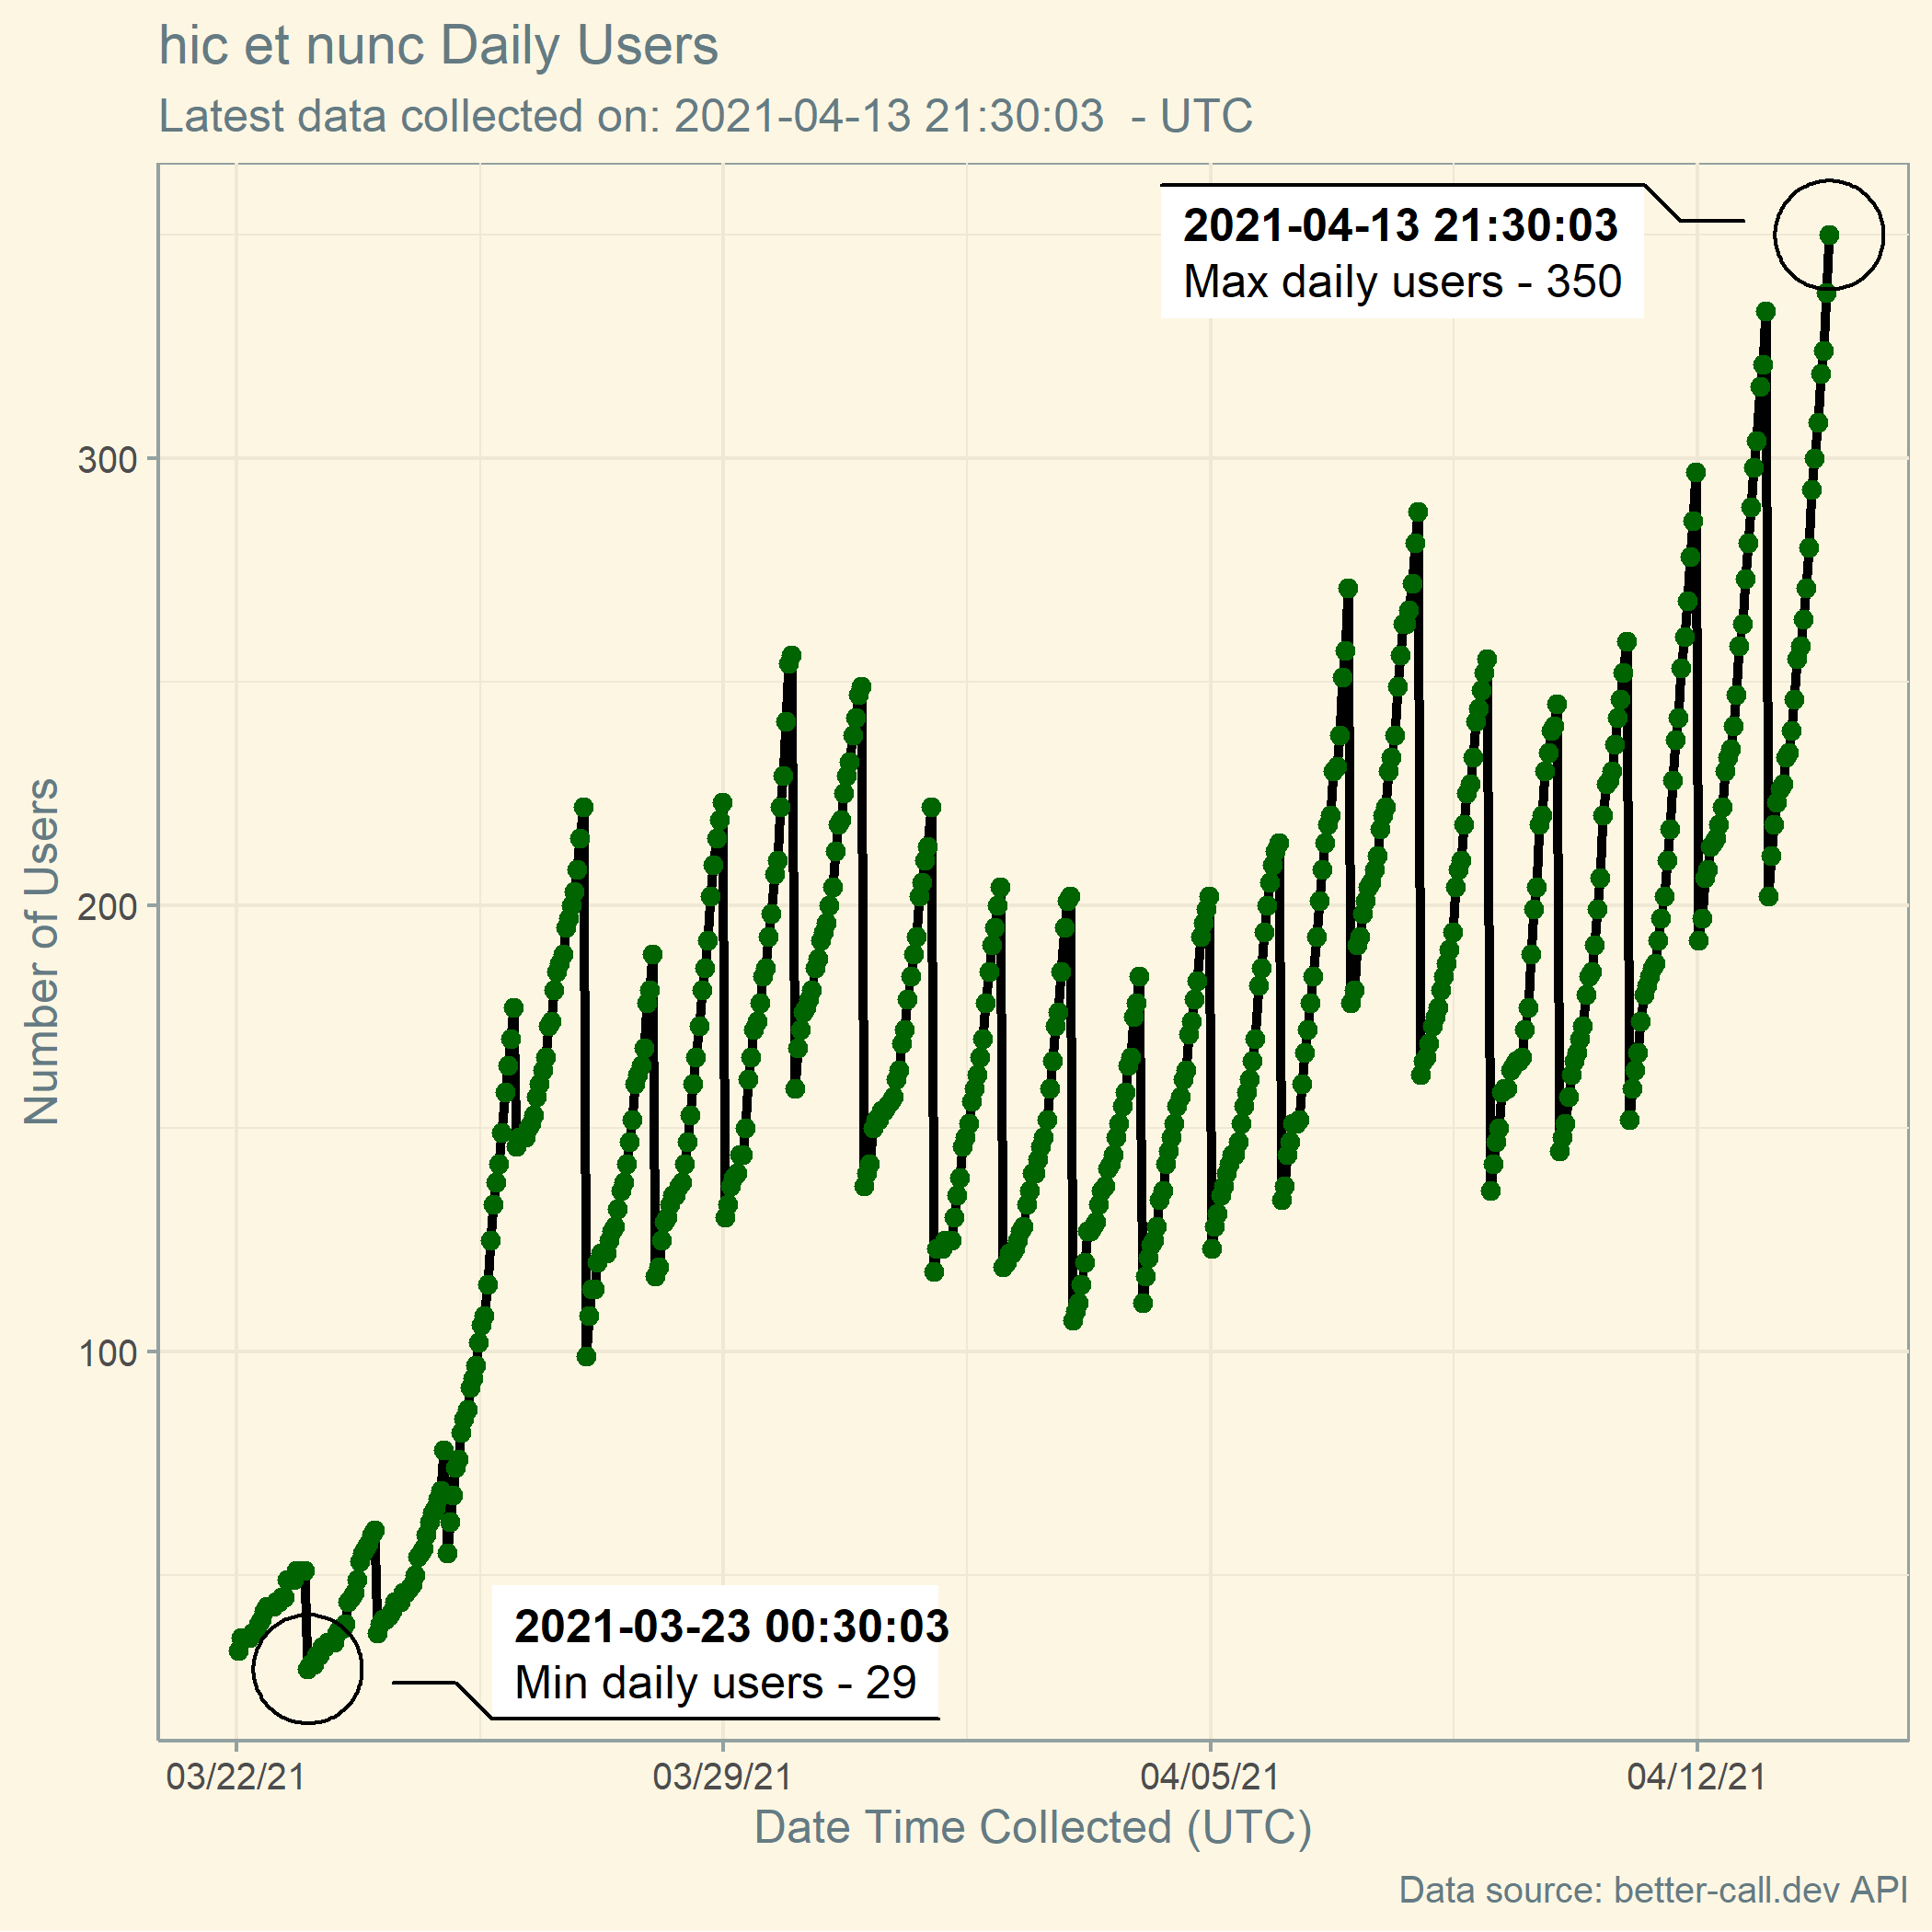 hic et nunc Daily Users
Latest data collected on: 2021-04-13 21:30:03  - UTC
2021-04-13 21:30:03
Max daily users - 350
300
200
100
Number of Users
2021-03-23 00:30:03
Min daily users - 29
03/22/21
03/29/21
04/05/21
04/12/21
Date Time Collected (UTC)
Data source: better-call.dev API